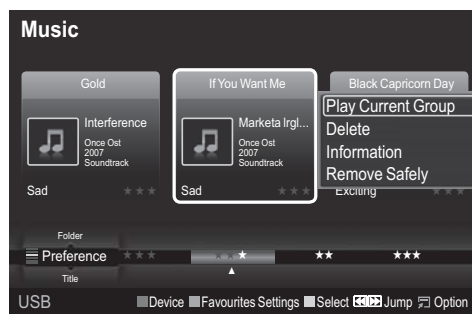 Music
Gold
If You Want Me
Black Capricorn Day
Interference
Once Ost
2007
Soundtrack
Sad
Marketa Irgl...
Once Ost
2007
Soundtrack
Sad
Play Current Group
Delete
Information
Remove Safely
Exciting
Folder
Preference
Title
USB
Device
Favourites Settings
Select
Jump
Option